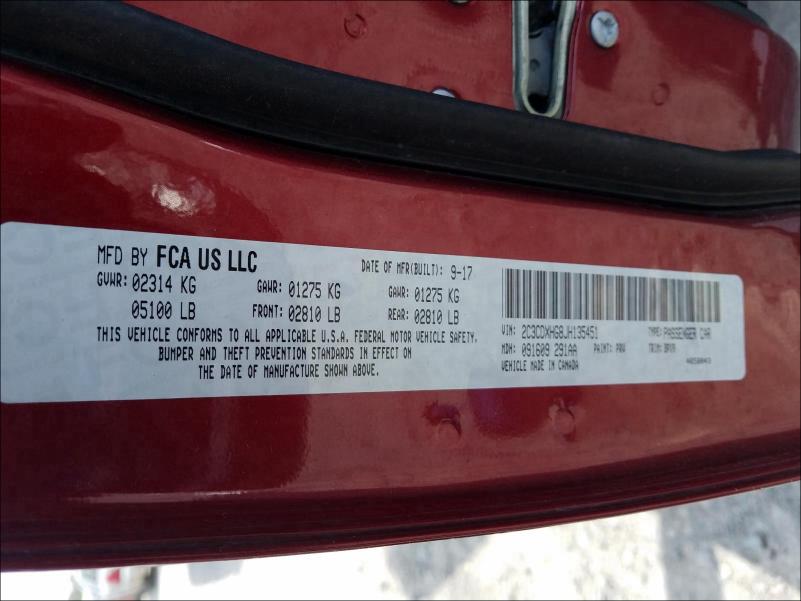 MFD BY FCA US LLC DATE OF MFR(BUILT): 9-17
GVWR: 02314 KG GAWR: 01275 KG GAWR: 01275 KG
05100 LB FRONT: 02810 LB REAR: 02810 LB
THIS VEHICLE CONFORMS TO ALL APPLICABLE U.S.A. FEDERAL MOTOR VEHICLE SAFETY,
BUMPER AND THEFT PREVENTION STANDARDS IN EFFECT ON
THE DATE OF MANUFACTURE SHOWN ABOVE.
VIN: 2C3CDXHG8JH135451 TYPE: PASSENGER CAR
MDH: 091609 291AA PAINT: PRV TRIM:
VEHICLE MADE IN CANADA